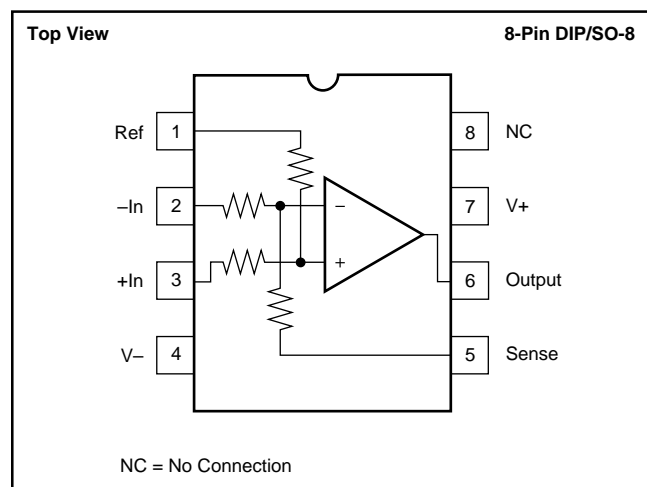 Top View 8-Pin DIP/SO-8
Ref 1 8 NC
–In 2 – 7 V+
+In 3 + 6 Output
V– 4 5 Sense
NC = No Connection